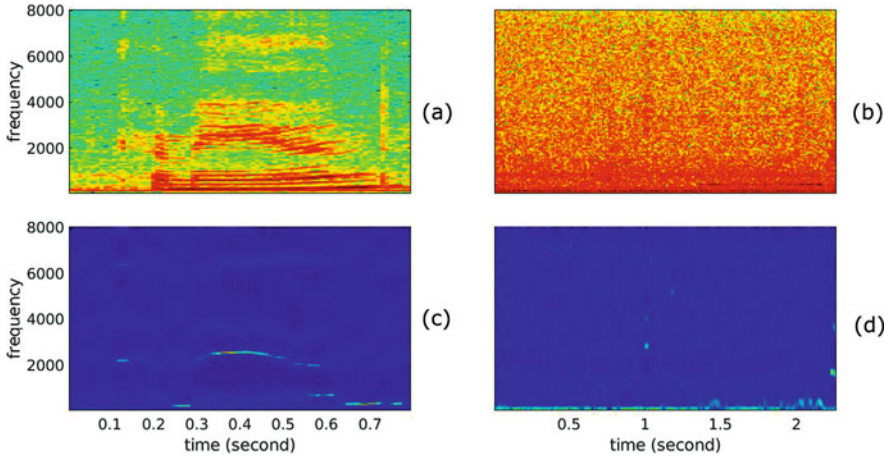 8000
6000
4000
2000
frequency
(a)
(b)
8000
6000
4000
2000
frequency
(c)
(d)
0.1 0.2 0.3 0.4 0.5 0.6 0.7
time (second)
0.5 1 1.5 2
time (second)